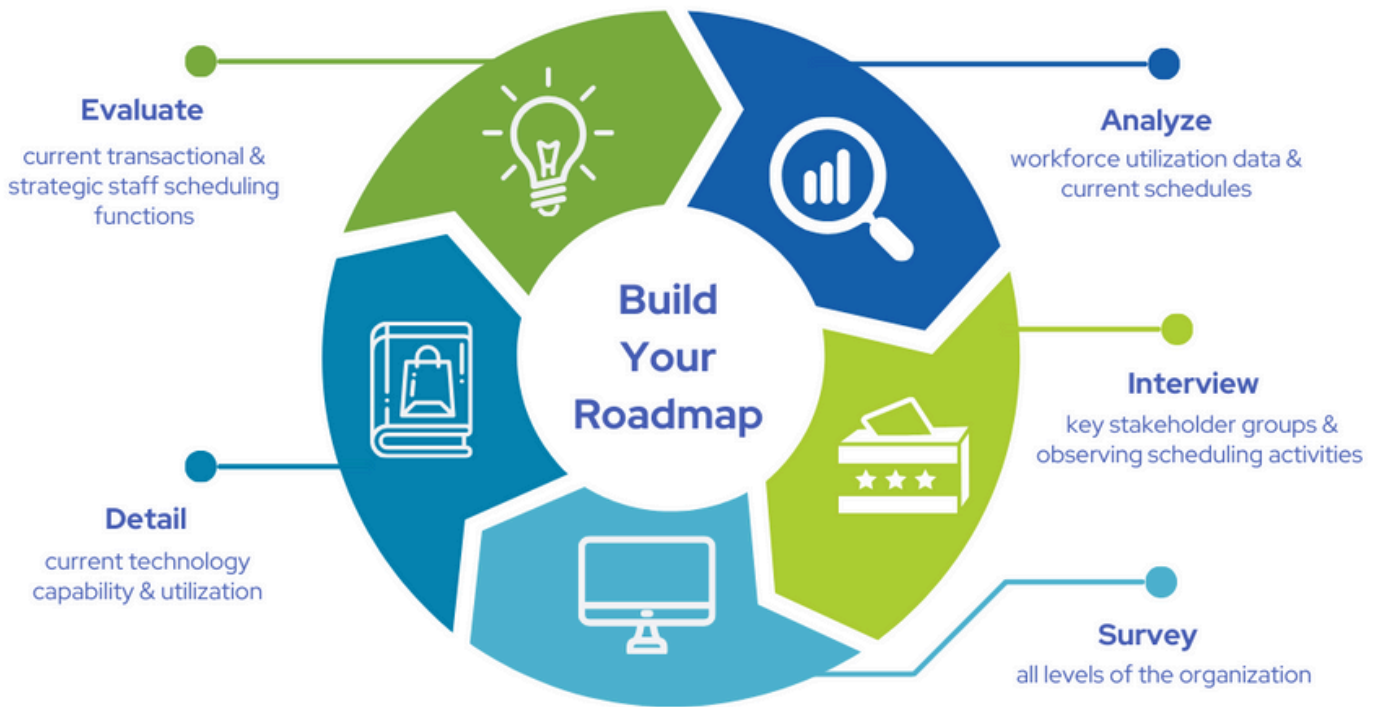 Evaluate
current transactional &
strategic staff scheduling
functions
Analyze
workforce utilization data &
current schedules
Build
Your
Roadmap
Interview
key stakeholder groups &
observing scheduling activities
Detail
current technology
capability & utilization
Survey
all levels of the organization